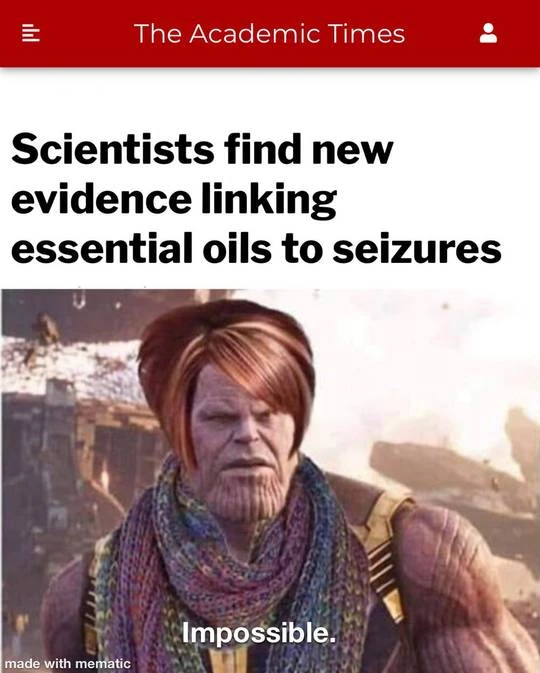 The Academic Times
Scientists find new
evidence linking
essential oils to seizures
Impossible.
made with mematic